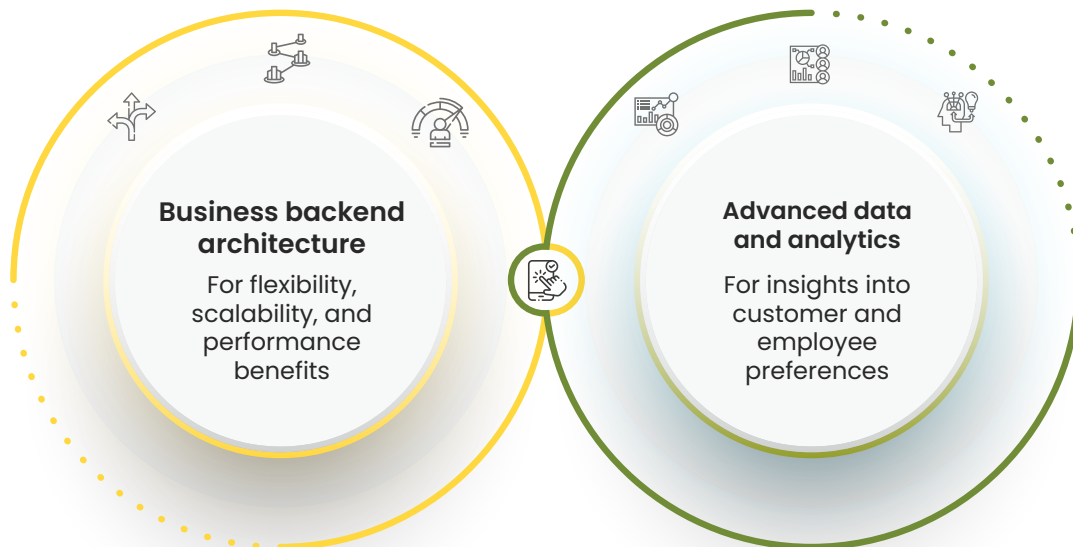 Business backend
architecture
For flexibility,
scalability, and
performance
benefits
Advanced data
and analytics
For insights into
customer and
employee
preferences